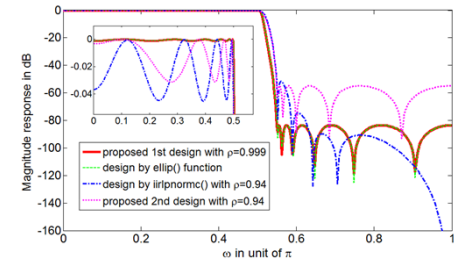 0
-20
-40
-60
-80
-100
-120
-140
-160
Magnitude response in dB
0
-0.02
-0.04
0 0.1 0.2 0.3 0.4 0.5
proposed 1st design with ρ=0.999
design by ellip() function
design by iirlpnormc() with ρ=0.94
proposed 2nd design with ρ=0.94
0 0.2 0.4 0.6 0.8 1
ω in unit of π